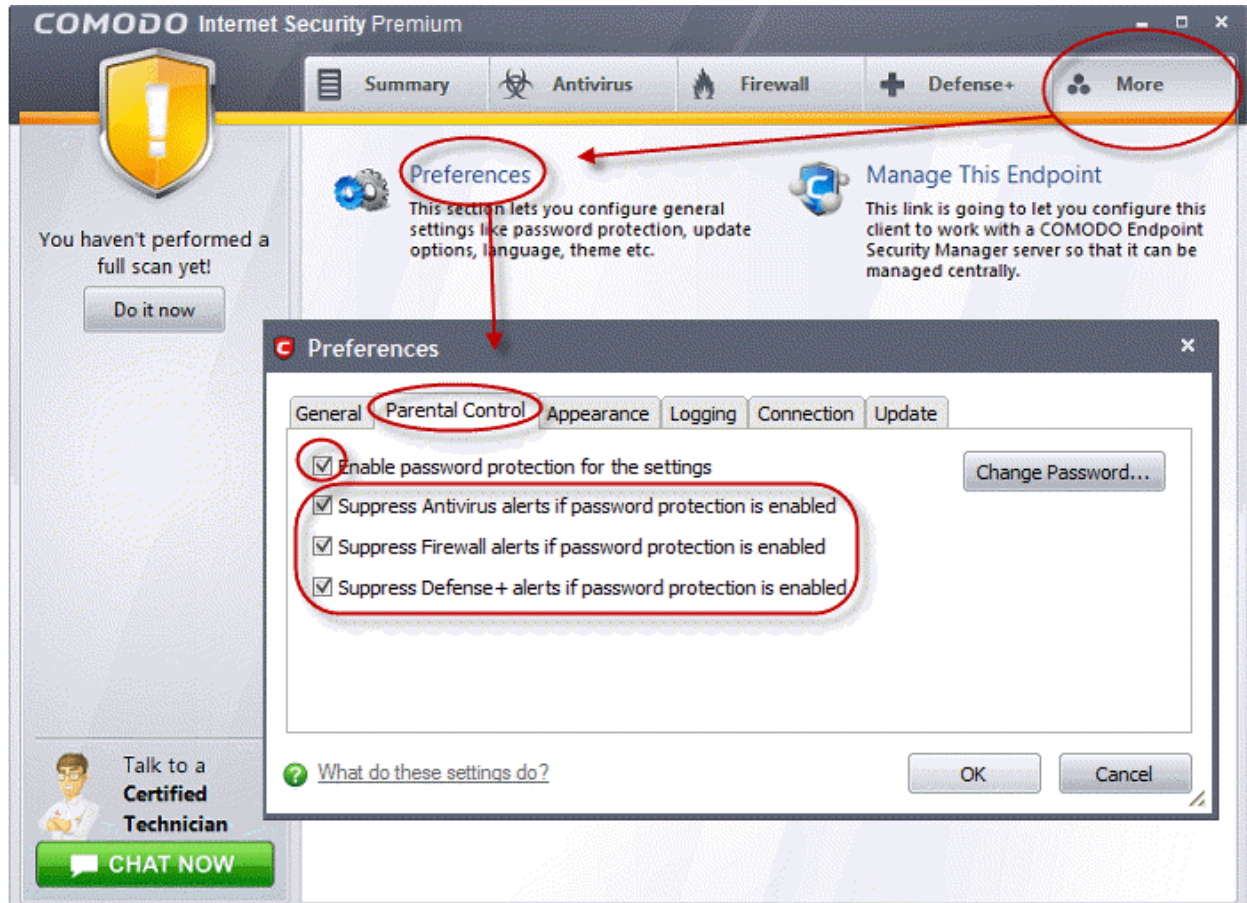 COMODO Internet Security Premium
Summary
Antivirus
Firewall
Defense+
More
You haven't performed a
full scan yet!
Do it now
Preferences
This section lets you configure general
settings like password protection, update
options, language, theme etc.
Manage This Endpoint
This link is going to let you configure this
client to work with a COMODO Endpoint
Security Manager server so that it can be
managed centrally.
Preferences
General
Parental Control
Appearance
Logging
Connection
Update
Enable password protection for the settings
Change Password...
Suppress Antivirus alerts if password protection is enabled
Suppress Firewall alerts if password protection is enabled
Suppress Defense+ alerts if password protection is enabled
What do these settings do?
OK
Cancel
Talk to a
Certified
Technician
CHAT NOW